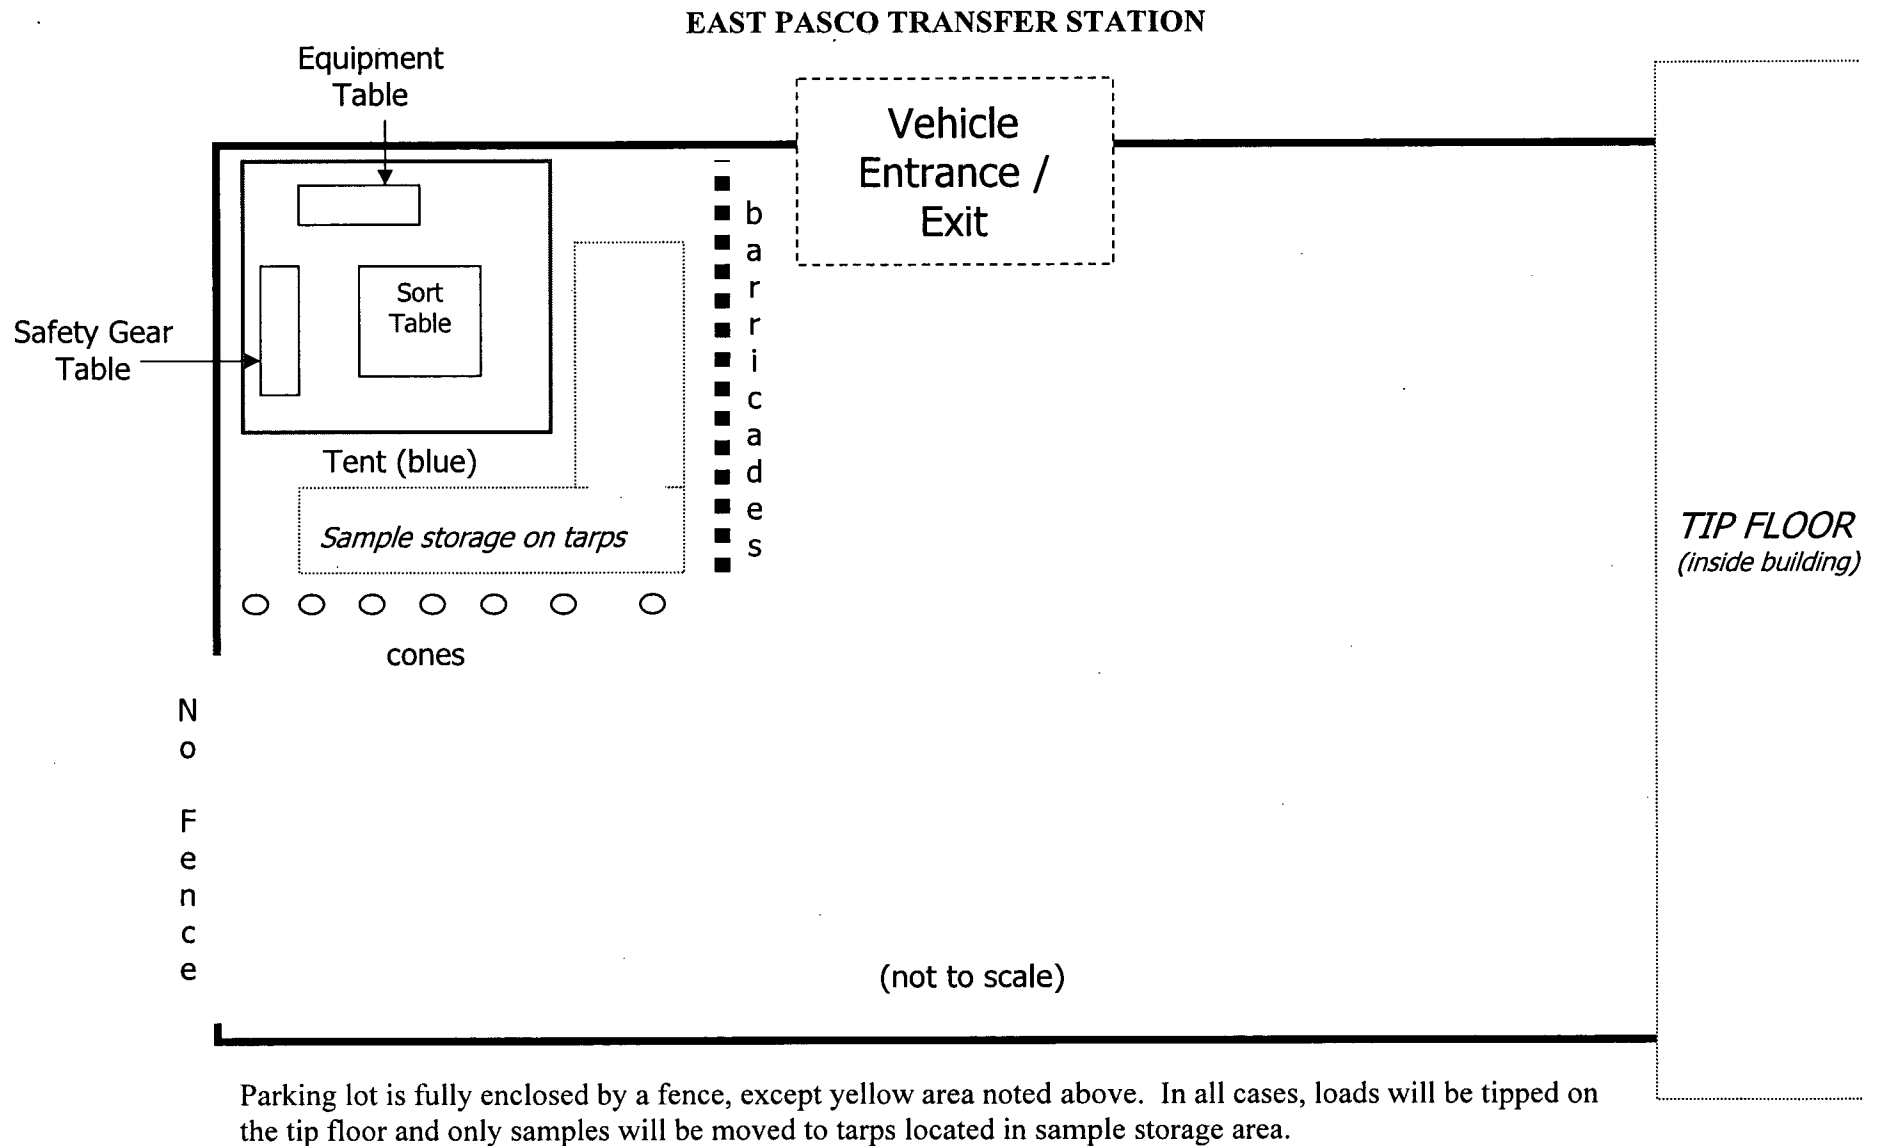 EAST PASCO TRANSFER STATION
Equipment
Table
Vehicle
Entrance /
Exit
barricades
Sort
Table
Safety Gear
Table
Tent (blue)
Sample storage on tarps
TIP FLOOR
(inside building)
cones
No Fence
(not to scale)
Parking lot is fully enclosed by a fence, except yellow area noted above. In all cases, loads will be tipped on
the tip floor and only samples will be moved to tarps located in sample storage area.